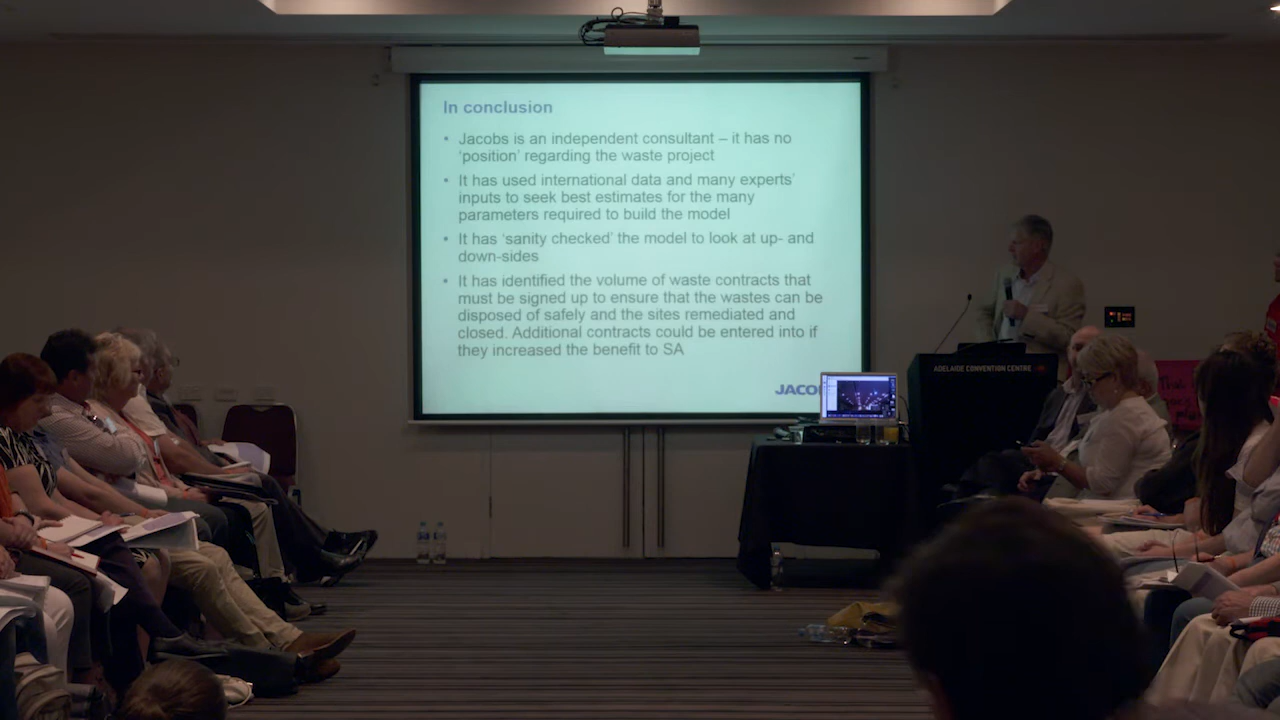 In conclusion
• Jacobs is an independent consultant – it has no
'position' regarding the waste project
• It has used international data and many experts'
inputs to seek best estimates for the many
parameters required to build the model
• It has 'sanity checked' the model to look at up- and
down-sides
• It has identified the volume of waste contracts that
must be signed up to ensure that the wastes can be
disposed of safely and the sites remediated and
closed. Additional contracts could be entered into if
they increased the benefit to SA
JACO
ADELAIDE CONVENTION CENTRE